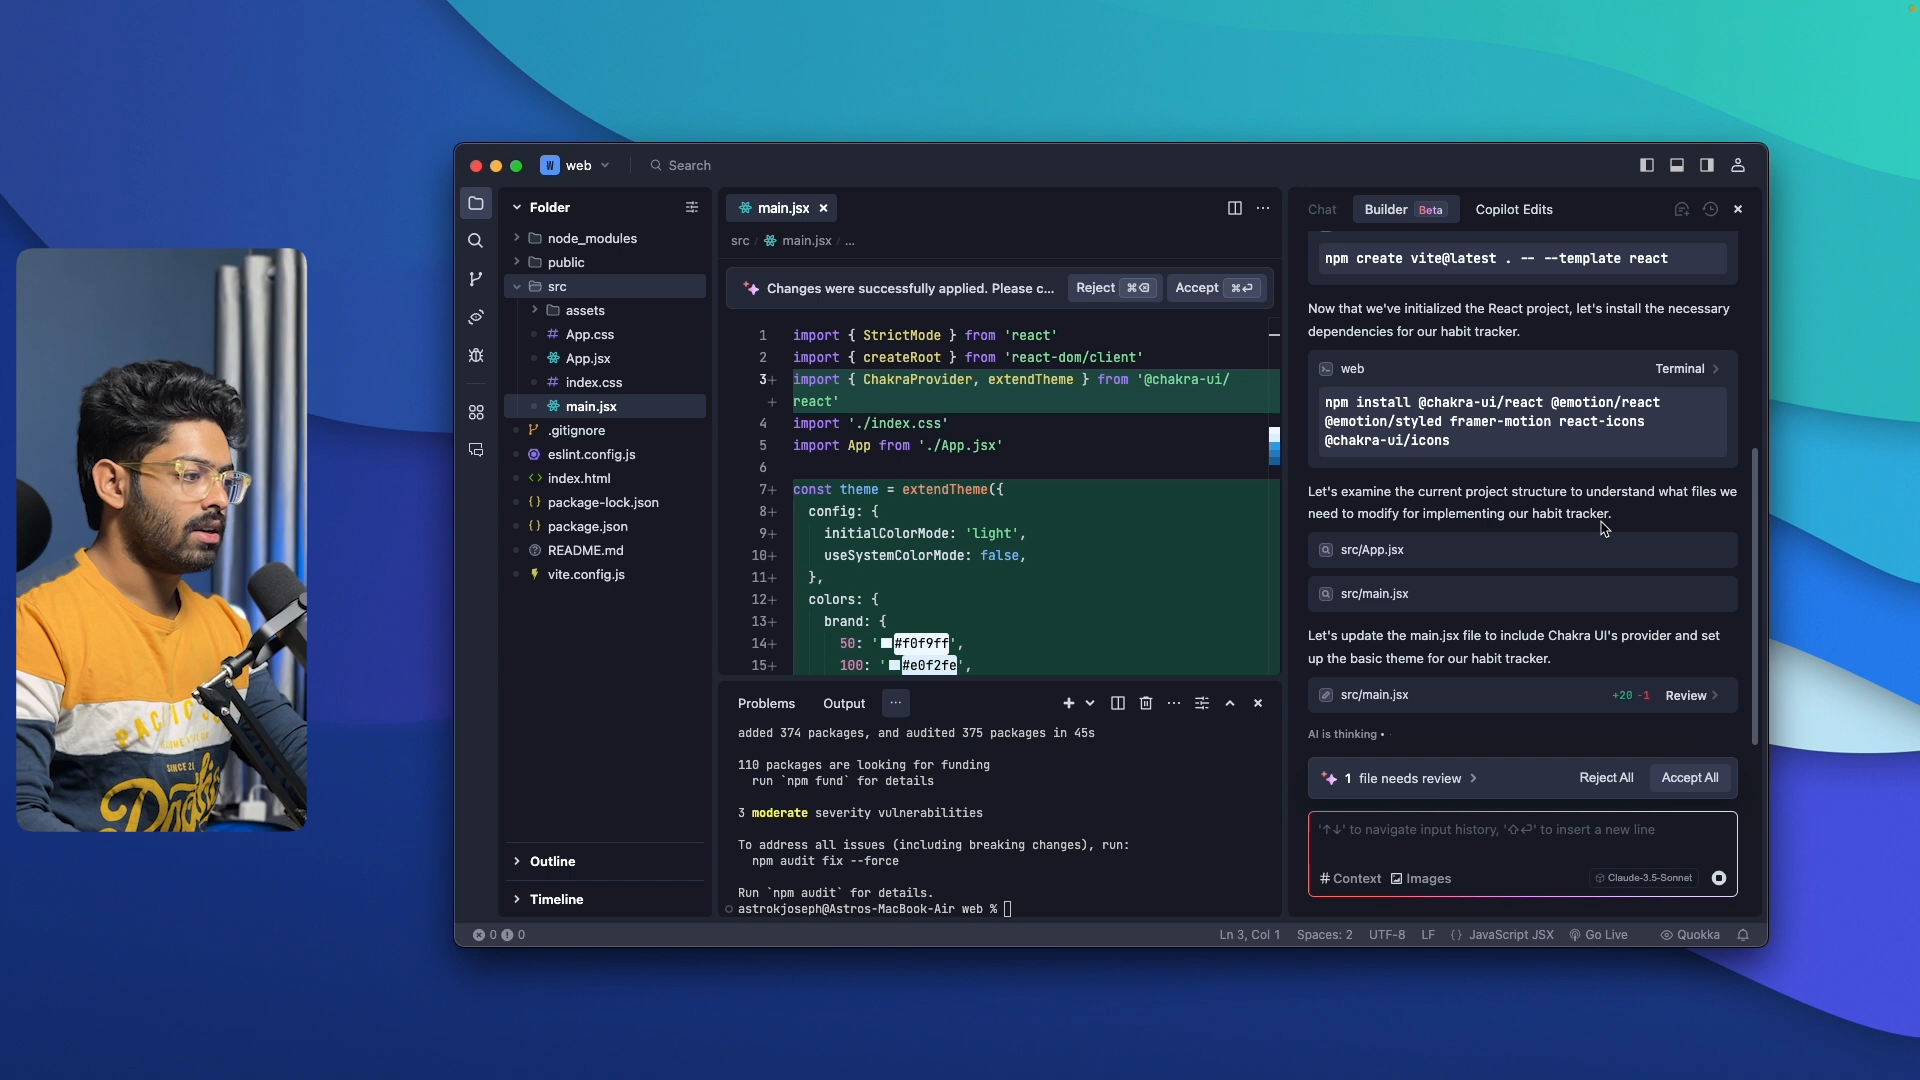 W web
Search
Folder
node_modules
public
src
assets
# App.css
App.jsx
# index.css
main.jsx
.gitignore
eslint.config.js
<> index.html
{} package-lock.json
{} package.json
README.md
vite.config.js
Outline
Timeline
main.jsx ×
src / main.jsx / ...
Changes were successfully applied. Please c... Reject ⌘⌫ Accept ⌘↩
1 import { StrictMode } from 'react'
2 import { createRoot } from 'react-dom/client'
3+ import { ChakraProvider, extendTheme } from '@chakra-ui/
+ react'
4 import './index.css'
5 import App from './App.jsx'
6
7+ const theme = extendTheme({
8+ config: {
9+ initialColorMode: 'light',
10+ useSystemColorMode: false,
11+ },
12+ colors: {
13+ brand: {
14+ 50: '#f0f9ff',
15+ 100: '#e0f2fe',
Problems Output ...
added 374 packages, and audited 375 packages in 45s
110 packages are looking for funding
run `npm fund` for details
3 moderate severity vulnerabilities
To address all issues (including breaking changes), run:
npm audit fix --force
Run `npm audit` for details.
astrokjoseph@Astros-MacBook-Air web %
Chat Builder Beta Copilot Edits
npm create vite@latest . -- --template react
Now that we've initialized the React project, let's install the necessary
dependencies for our habit tracker.
web Terminal >
npm install @chakra-ui/react @emotion/react
@emotion/styled framer-motion react-icons
@chakra-ui/icons
Let's examine the current project structure to understand what files we
need to modify for implementing our habit tracker.
src/App.jsx
src/main.jsx
Let's update the main.jsx file to include Chakra UI's provider and set
up the basic theme for our habit tracker.
src/main.jsx +20 -1 Review >
AI is thinking •
1 file needs review > Reject All Accept All
'↑↓' to navigate input history, '⇧↩' to insert a new line
# Context Images Claude-3.5-Sonnet
0 0 Ln 3, Col 1 Spaces: 2 UTF-8 LF {} JavaScript JSX Go Live Quokka
PACIFIC
SINCE